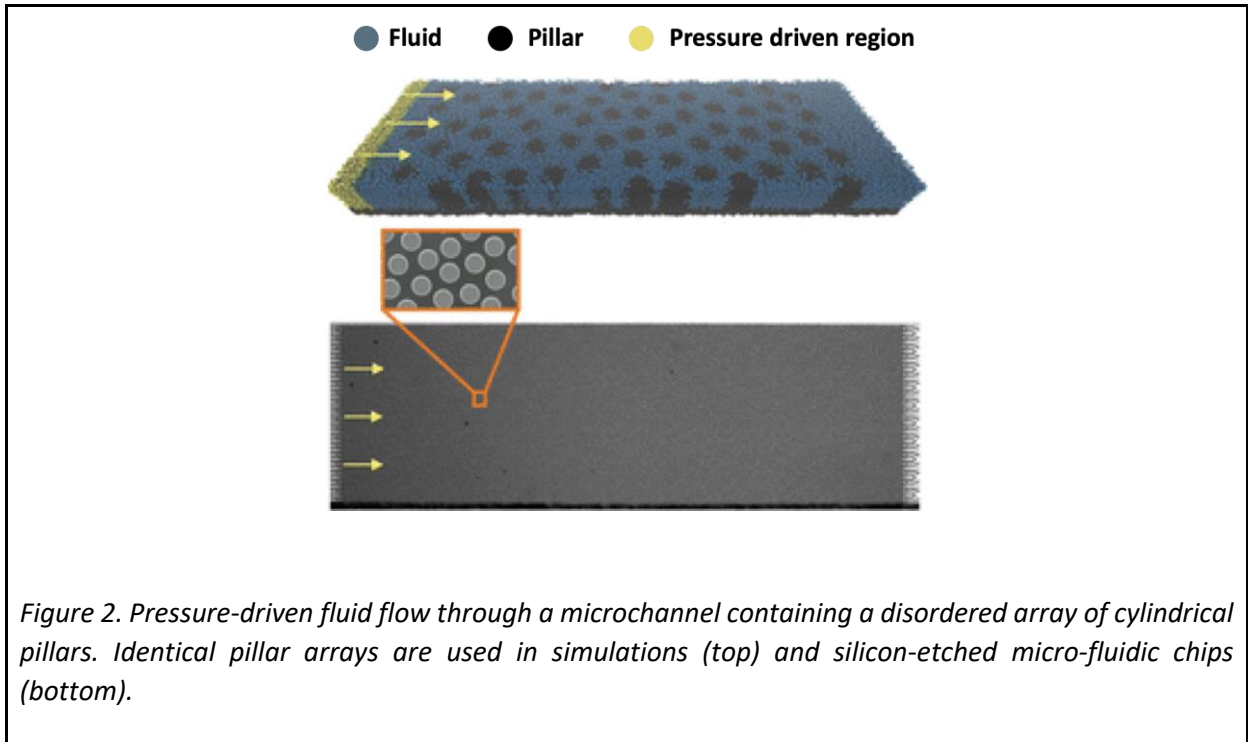 Fluid Pillar Pressure driven region
Figure 2. Pressure-driven fluid flow through a microchannel containing a disordered array of cylindrical
pillars. Identical pillar arrays are used in simulations (top) and silicon-etched micro-fluidic chips
(bottom).